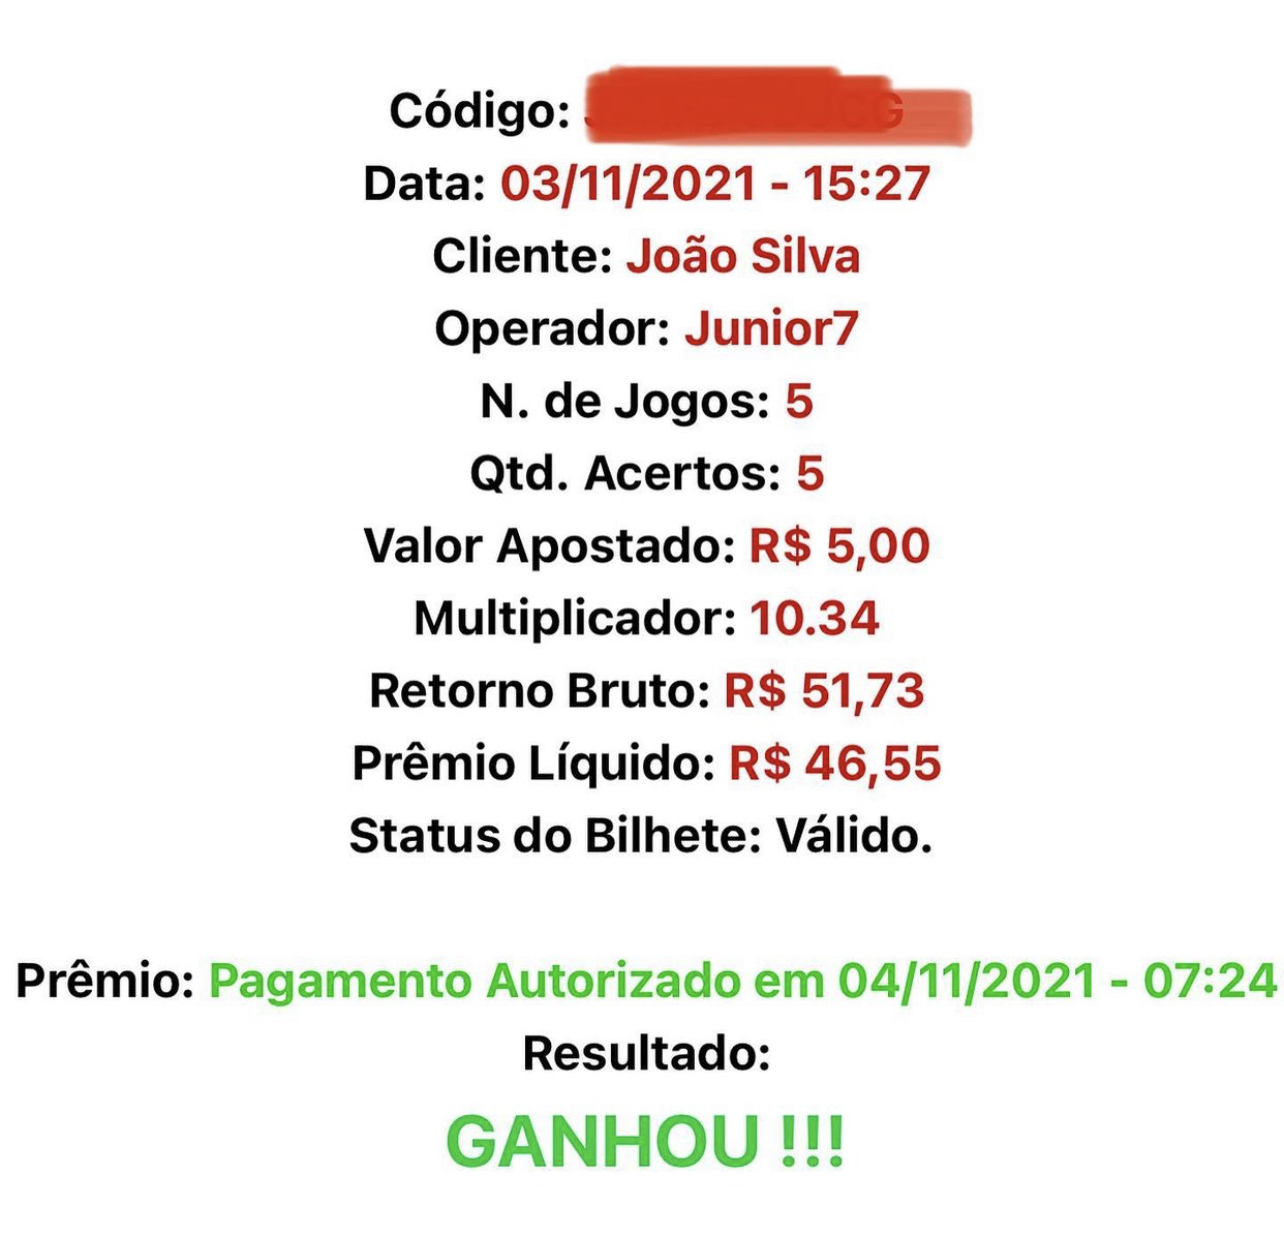 Código:
Data: 03/11/2021 - 15:27
Cliente: João Silva
Operador: Junior7
N. de Jogos: 5
Qtd. Acertos: 5
Valor Apostado: R$ 5,00
Multiplicador: 10.34
Retorno Bruto: R$ 51,73
Prêmio Líquido: R$ 46,55
Status do Bilhete: Válido.
Prêmio: Pagamento Autorizado em 04/11/2021 - 07:24
Resultado:
GANHOU !!!